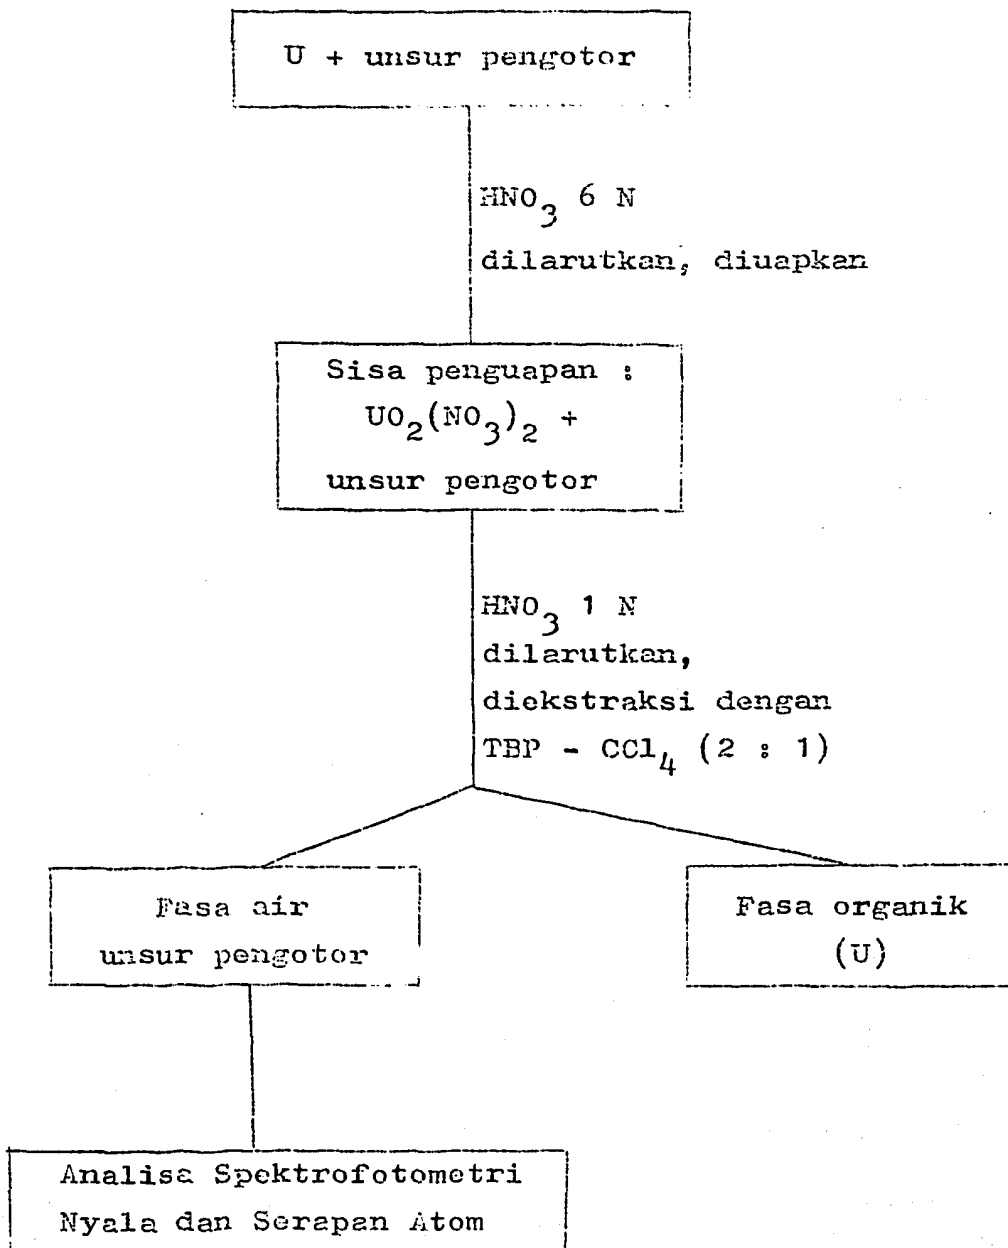 U + unsur pengotor
HNO₃ 6 N
dilarutkan, diuapkan
Sisa penguapan :
UO₂(NO₃)₂ +
unsur pengotor
HNO₃ 1 N
dilarutkan,
diekstraksi dengan
TBP - CCl₄ (2 : 1)
Fasa air
unsur pengotor
Fasa organik
(U)
Analisa Spektrofotometri
Nyala dan Serapan Atom